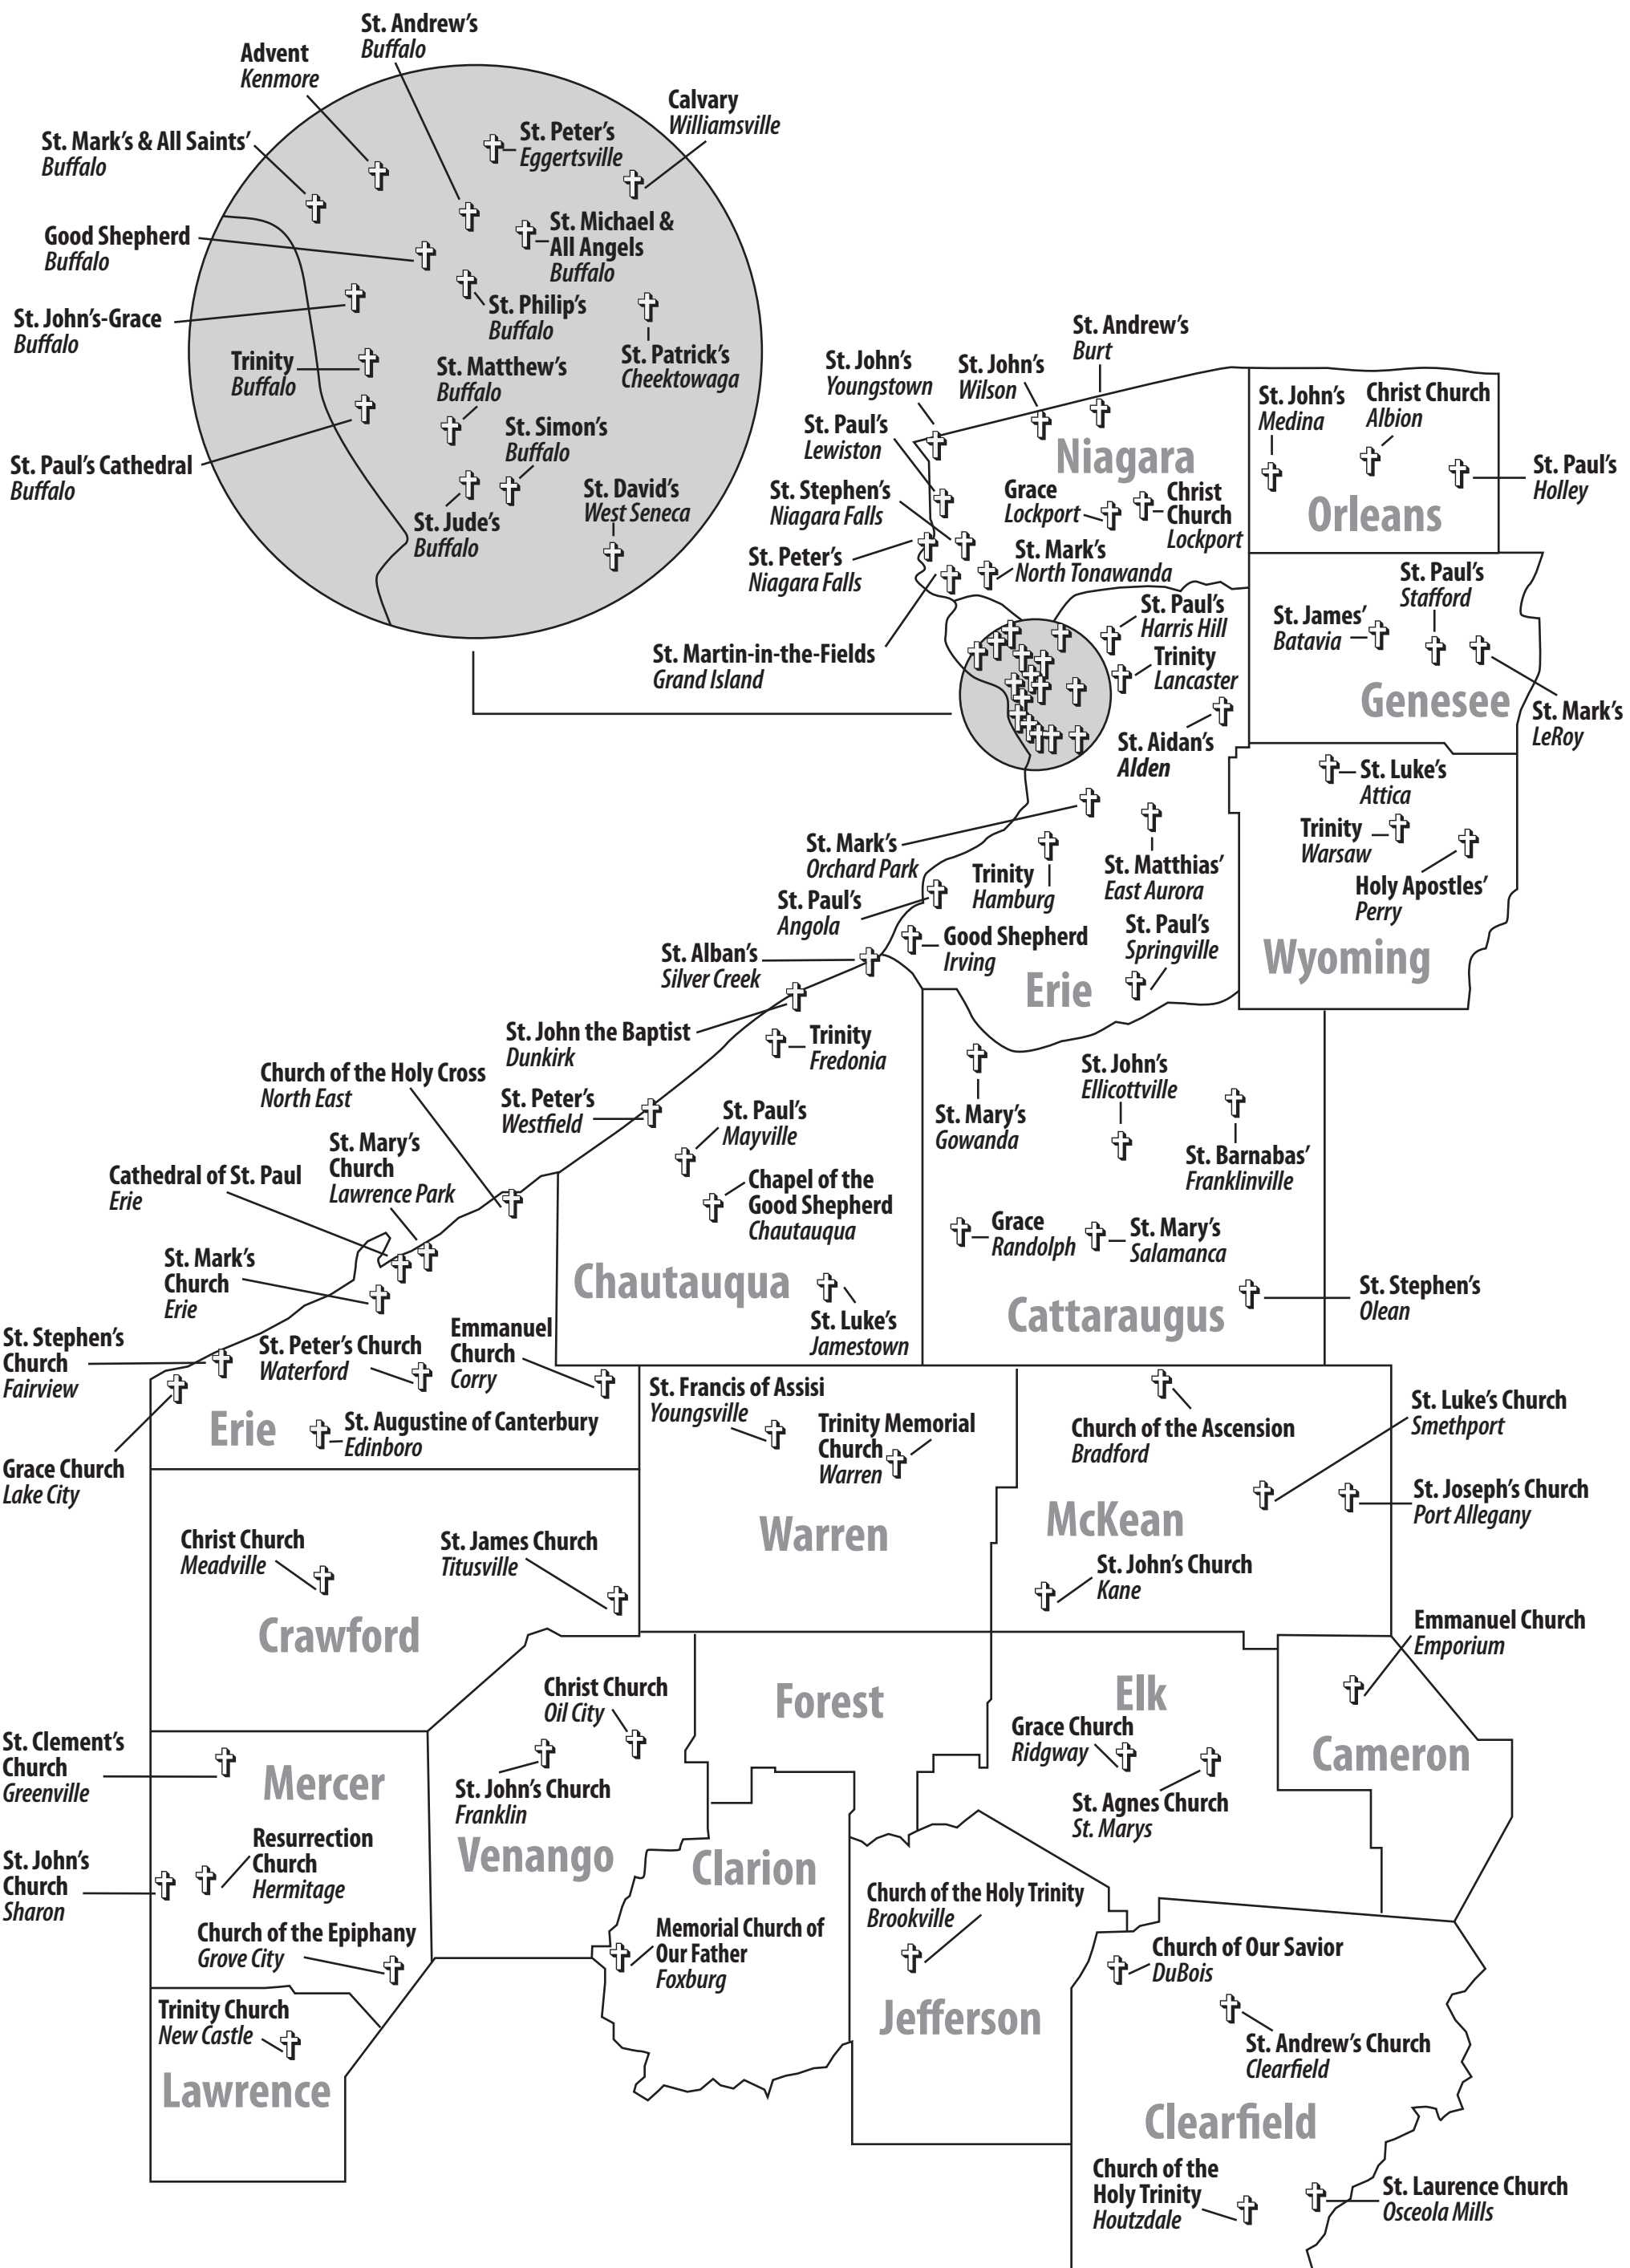 St. Andrew's
Buffalo
Advent
Kenmore
Calvary
Williamsville
St. Mark's & All Saints'
Buffalo
St. Peter's
Eggertsville
Good Shepherd
Buffalo
St. Michael &
All Angels
Buffalo
St. John's-Grace
Buffalo
St. Philip's
Buffalo
Trinity
Buffalo
St. Matthew's
Buffalo
St. Patrick's
Cheektowaga
St. Paul's Cathedral
Buffalo
St. Simon's
Buffalo
St. Jude's
Buffalo
St. David's
West Seneca
St. John's
Youngstown
St. John's
Wilson
St. Andrew's
Burt
St. Paul's
Lewiston
Niagara
St. Stephen's
Niagara Falls
Grace
Lockport
Christ
Church
Lockport
St. Peter's
Niagara Falls
St. Mark's
North Tonawanda
St. Martin-in-the-Fields
Grand Island
St. John's
Medina
Christ Church
Albion
St. Paul's
Holley
Orleans
St. Paul's
Stafford
St. James'
Batavia
Genesee
St. Mark's
LeRoy
St. Paul's
Harris Hill
Trinity
Lancaster
St. Aidan's
Alden
St. Luke's
Attica
Trinity
Warsaw
Holy Apostles'
Perry
Wyoming
St. Mark's
Orchard Park
Trinity
Hamburg
St. Matthias'
East Aurora
St. Paul's
Angola
Good Shepherd
Irving
St. Paul's
Springville
Erie
St. Alban's
Silver Creek
St. John the Baptist
Dunkirk
Trinity
Fredonia
Church of the Holy Cross
North East
St. Peter's
Westfield
St. Paul's
Mayville
Chapel of the
Good Shepherd
Chautauqua
St. Mary's
Gowanda
St. John's
Ellicottville
St. Barnabas'
Franklinville
Grace
Randolph
St. Mary's
Salamanca
Chautauqua
St. Luke's
Jamestown
Cattaraugus
St. Stephen's
Olean
St. Mary's
Church
Lawrence Park
Cathedral of St. Paul
Erie
St. Mark's
Church
Erie
St. Stephen's
Church
Fairview
St. Peter's Church
Waterford
Emmanuel
Church
Corry
Erie
St. Augustine of Canterbury
Edinboro
Grace Church
Lake City
St. Francis of Assisi
Youngsville
Trinity Memorial
Church
Warren
Warren
Church of the Ascension
Bradford
St. Luke's Church
Smethport
McKean
St. Joseph's Church
Port Allegany
St. John's Church
Kane
Christ Church
Meadville
St. James Church
Titusville
Crawford
Emmanuel Church
Emporium
Christ Church
Oil City
Forest
Elk
Grace Church
Ridgway
Cameron
St. Clement's
Church
Greenville
Mercer
St. John's Church
Franklin
St. Agnes Church
St. Marys
Resurrection
Church
Hermitage
St. John's
Church
Sharon
Venango
Clarion
Church of the Holy Trinity
Brookville
Church of the Epiphany
Grove City
Memorial Church of
Our Father
Foxburg
Church of Our Savior
DuBois
Trinity Church
New Castle
Jefferson
St. Andrew's Church
Clearfield
Lawrence
Clearfield
Church of the
Holy Trinity
Houtzdale
St. Laurence Church
Osceola Mills